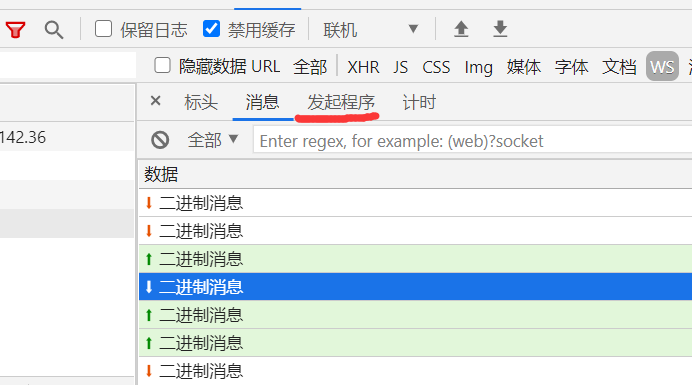 保留日志 禁用缓存 联机
隐藏数据 URL 全部 XHR JS CSS Img 媒体 字体 文档 WS
标头 消息 发起程序 计时
142.36
全部 Enter regex, for example: (web)?socket
数据
二进制消息
二进制消息
二进制消息
二进制消息
二进制消息
二进制消息
二进制消息